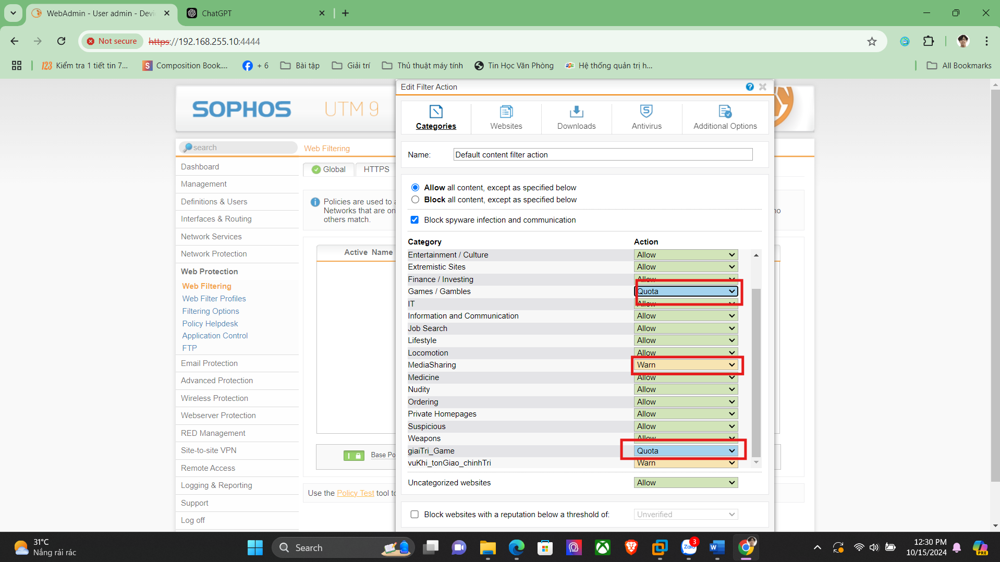 WebAdmin - User admin - Devi
ChatGPT
Not secure
https://192.168.255.10:4444
123 Kiểm tra 1 tiết tin 7...
S Composition Book....
+ 6
Bài tập
Giải trí
Thủ thuật máy tính
Tin Học Văn Phòng
Hệ thống quản trị h...
All Bookmarks
SOPHOS UTM 9
search
Dashboard
Management
Definitions & Users
Interfaces & Routing
Network Services
Network Protection
Web Protection
Web Filtering
Web Filter Profiles
Filtering Options
Policy Helpdesk
Application Control
FTP
Email Protection
Advanced Protection
Wireless Protection
Webserver Protection
RED Management
Site-to-site VPN
Remote Access
Logging & Reporting
Support
Log off
Web Filtering
Global
HTTPS
Policies are used to a
Networks that are on
others match.
no
Active Name
Base Po
Use the Policy Test tool to
Edit Filter Action
Categories
Websites
Downloads
Antivirus
Additional Options
Name: Default content filter action
Allow all content, except as specified below
Block all content, except as specified below
Block spyware infection and communication
Category Action
Entertainment / Culture Allow
Extremistic Sites Allow
Finance / Investing Allow
Games / Gambles Quota
IT Allow
Information and Communication Allow
Job Search Allow
Lifestyle Allow
Locomotion Allow
MediaSharing Warn
Medicine Allow
Nudity Allow
Ordering Allow
Private Homepages Allow
Suspicious Allow
Weapons Allow
giaiTri_Game Quota
vuKhi_tonGiao_chinhTri Warn
Uncategorized websites Allow
Block websites with a reputation below a threshold of: Unverified
31°C
Nắng rải rác
Search
Zalo
3
W
PRE
12:30 PM
10/15/2024